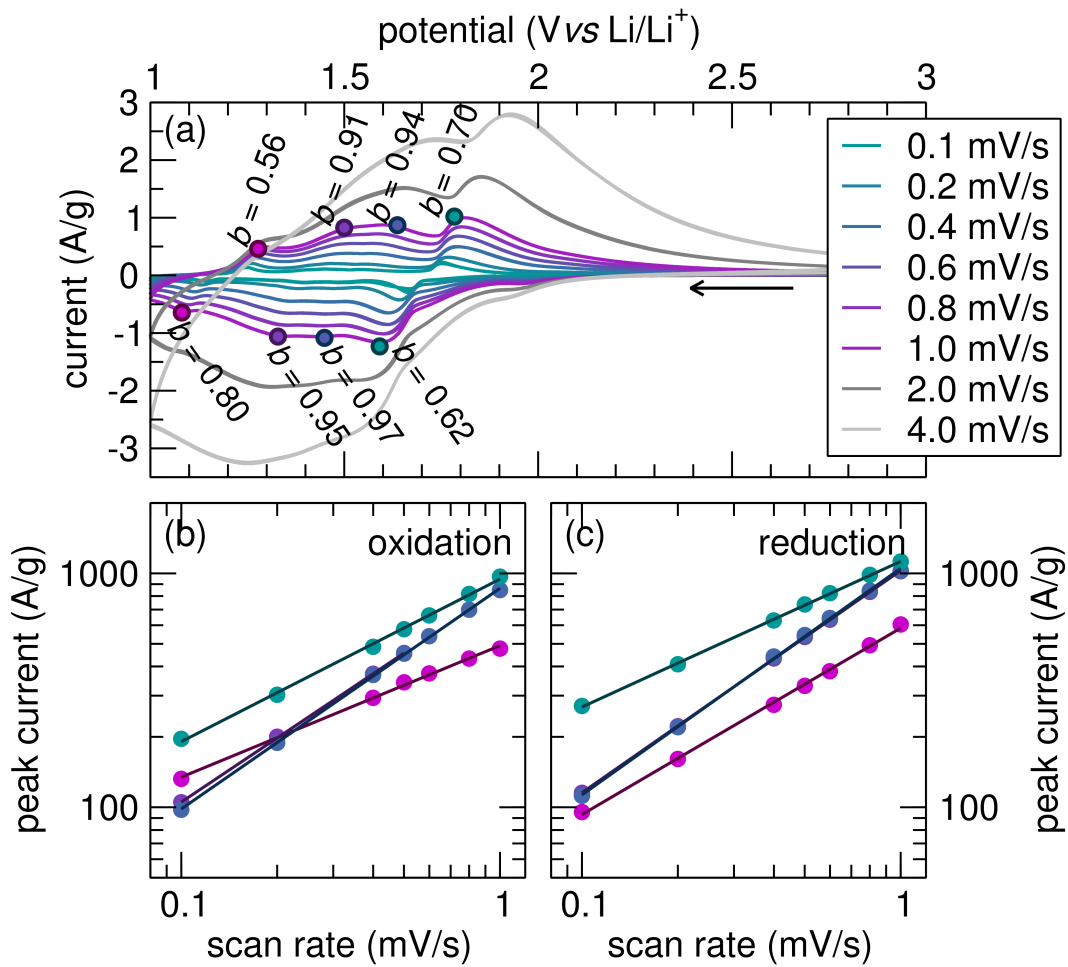 potential (V vs Li/Li+)
1 1.5 2 2.5 3
(a)
current (A/g)
3
2
1
0
-1
-2
-3
b = 0.56
b = 0.91
b = 0.94
b = 0.70
b = 0.80
b = 0.95
b = 0.97
b = 0.62
0.1 mV/s
0.2 mV/s
0.4 mV/s
0.6 mV/s
0.8 mV/s
1.0 mV/s
2.0 mV/s
4.0 mV/s
(b) oxidation
peak current (A/g)
1000
100
0.1 1
scan rate (mV/s)
(c) reduction
1000
100
peak current (A/g)
0.1 1
scan rate (mV/s)